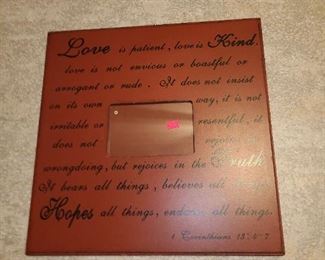 Love is patient, love is Kind.
love is not envious or boastful or
arrogant or rude. It does not insist
on its own way, it is not
irritable or resentful, it
does not rejoice
wrongdoing, but rejoices in the Truth
It bears all things, believes all things
Hopes all things, endures all things.
1 Corinthians 13:4-7